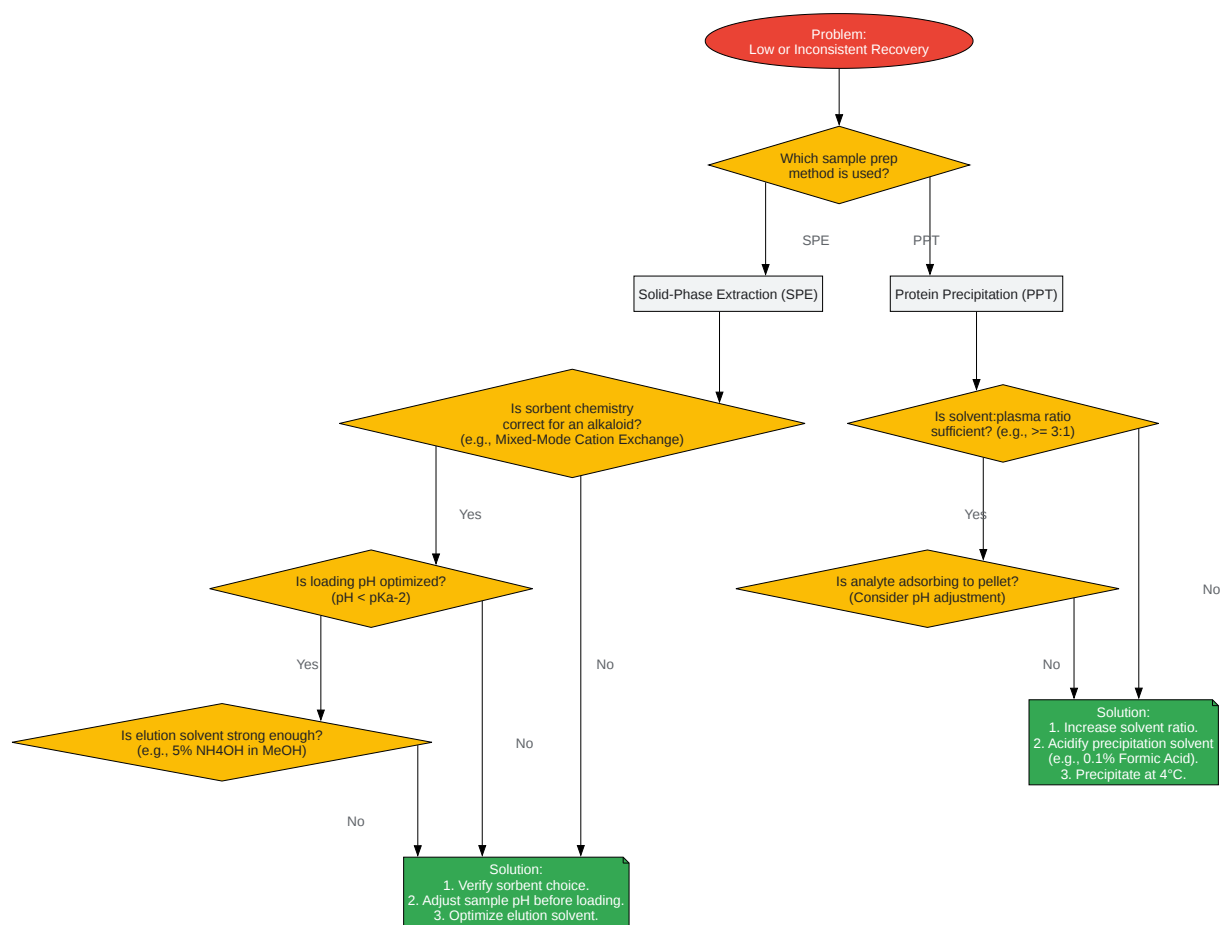 Problem:
Low or Inconsistent Recovery
Which sample prep
method is used?
SPE
PPT
Solid-Phase Extraction (SPE)
Protein Precipitation (PPT)
Is sorbent chemistry
correct for an alkaloid?
(e.g., Mixed-Mode Cation Exchange)
Is solvent:plasma ratio
sufficient? (e.g., >= 3:1)
Yes
Yes
Is loading pH optimized?
(pH < pKa-2)
Is analyte adsorbing to pellet?
(Consider pH adjustment)
No
Yes
No
No
Is elution solvent strong enough?
(e.g., 5% NH4OH in MeOH)
No
Solution:
1. Increase solvent ratio.
2. Acidify precipitation solvent
(e.g., 0.1% Formic Acid).
3. Precipitate at 4°C.
No
Solution:
1. Verify sorbent choice.
2. Adjust sample pH before loading.
3. Optimize elution solvent.